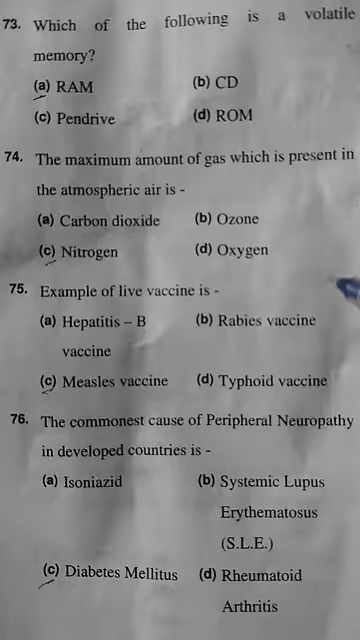 73. Which of the following is a volatile
memory?
(a) RAM (b) CD
(c) Pendrive (d) ROM
74. The maximum amount of gas which is present in
the atmospheric air is -
(a) Carbon dioxide (b) Ozone
(c) Nitrogen (d) Oxygen
75. Example of live vaccine is -
(a) Hepatitis – B (b) Rabies vaccine
vaccine
(c) Measles vaccine (d) Typhoid vaccine
76. The commonest cause of Peripheral Neuropathy
in developed countries is -
(a) Isoniazid (b) Systemic Lupus
Erythematosus
(S.L.E.)
(c) Diabetes Mellitus (d) Rheumatoid
Arthritis